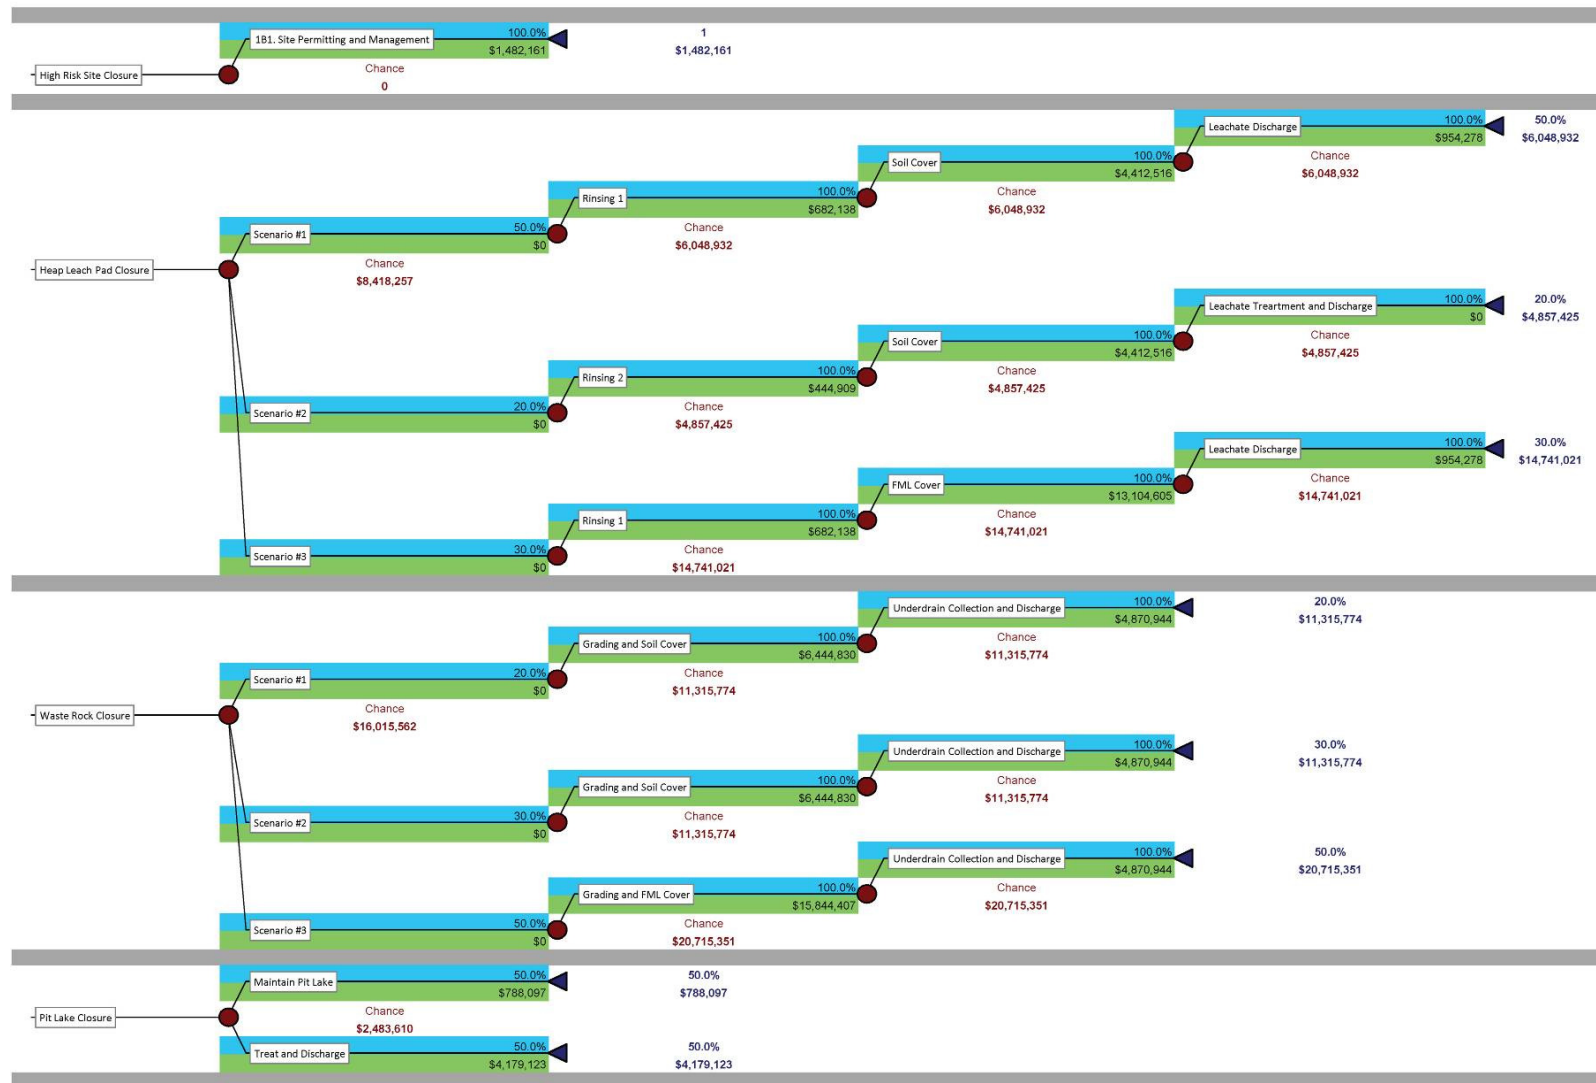 100.0%
1B1. Site Permitting and Management
$1,482,161
1
$1,482,161
High Risk Site Closure
Chance
0
Leachate Discharge
100.0%
$954,278
50.0%
$6,048,932
Soil Cover
100.0%
$4,412,516
Chance
$6,048,932
Rinsing 1
100.0%
$682,138
Chance
$6,048,932
Scenario #1
50.0%
$0
Chance
$6,048,932
Heap Leach Pad Closure
Chance
$8,418,257
Leachate Treartment and Discharge
100.0%
$0
20.0%
$4,857,425
Soil Cover
100.0%
$4,412,516
Chance
$4,857,425
Rinsing 2
100.0%
$444,909
Chance
$4,857,425
Scenario #2
20.0%
$0
Chance
$4,857,425
Leachate Discharge
100.0%
$954,278
30.0%
$14,741,021
FML Cover
100.0%
$13,104,605
Chance
$14,741,021
Rinsing 1
100.0%
$682,138
Chance
$14,741,021
Scenario #3
30.0%
$0
Chance
$14,741,021
Underdrain Collection and Discharge
100.0%
$4,870,944
20.0%
$11,315,774
Grading and Soil Cover
100.0%
$6,444,830
Chance
$11,315,774
Scenario #1
20.0%
$0
Chance
$11,315,774
Waste Rock Closure
Chance
$16,015,562
Underdrain Collection and Discharge
100.0%
$4,870,944
30.0%
$11,315,774
Grading and Soil Cover
100.0%
$6,444,830
Chance
$11,315,774
Scenario #2
30.0%
$0
Chance
$11,315,774
Underdrain Collection and Discharge
100.0%
$4,870,944
50.0%
$20,715,351
Grading and FML Cover
100.0%
$15,844,407
Chance
$20,715,351
Scenario #3
50.0%
$0
Chance
$20,715,351
Maintain Pit Lake
50.0%
$788,097
50.0%
$788,097
Pit Lake Closure
Chance
$2,483,610
Treat and Discharge
50.0%
$4,179,123
50.0%
$4,179,123